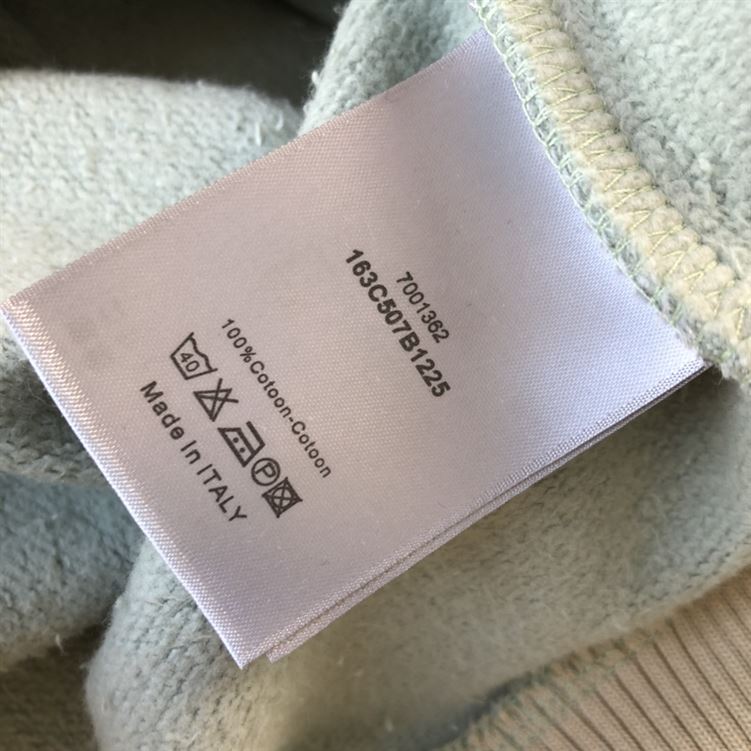 7001362
163C507B1225
100%Cotoon-Cotoon
40
P
Made In ITALY